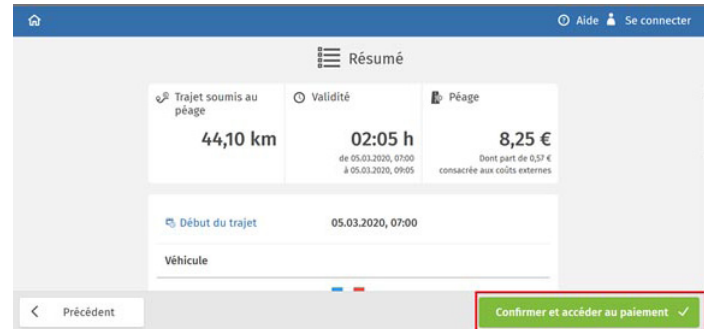 Aide Se connecter
Résumé
Trajet soumis au
péage
44,10 km
Validité
02:05 h
de 05.03.2020, 07:00
à 05.03.2020, 09:05
Péage
8,25 €
Dont part de 0,57 €
consacrée aux coûts externes
Début du trajet 05.03.2020, 07:00
Véhicule
Précédent
Confirmer et accéder au paiement